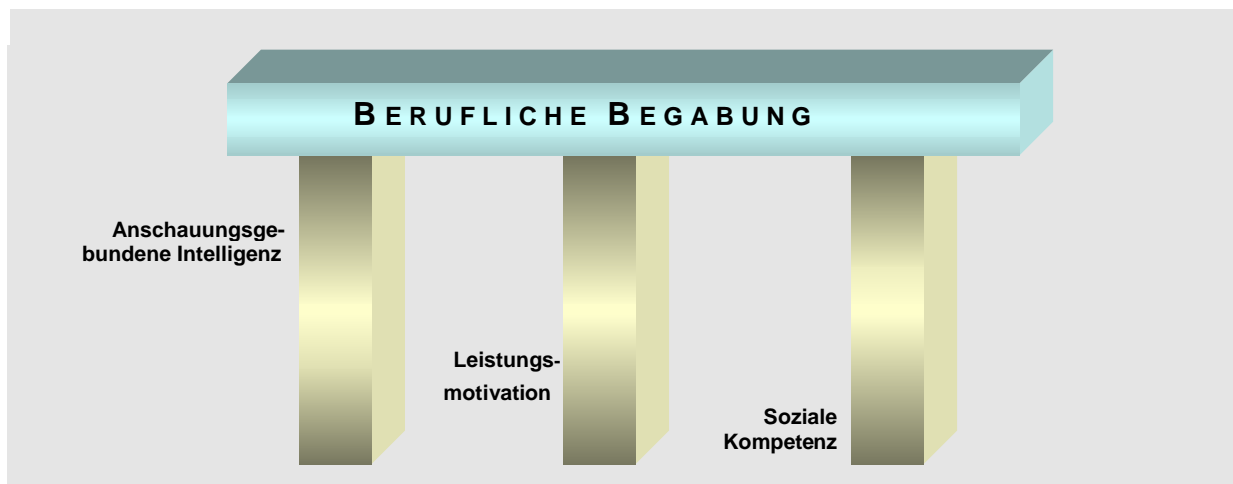 BERUFLICHE BEGABUNG
Anschauungsge-
bundene Intelligenz
Leistungs-
motivation
Soziale
Kompetenz